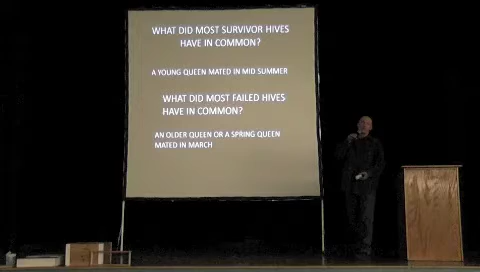 WHAT DID MOST SURVIVOR HIVES
HAVE IN COMMON?
A YOUNG QUEEN MATED IN MID SUMMER
WHAT DID MOST FAILED HIVES
HAVE IN COMMON?
AN OLDER QUEEN OR A SPRING QUEEN
MATED IN MARCH